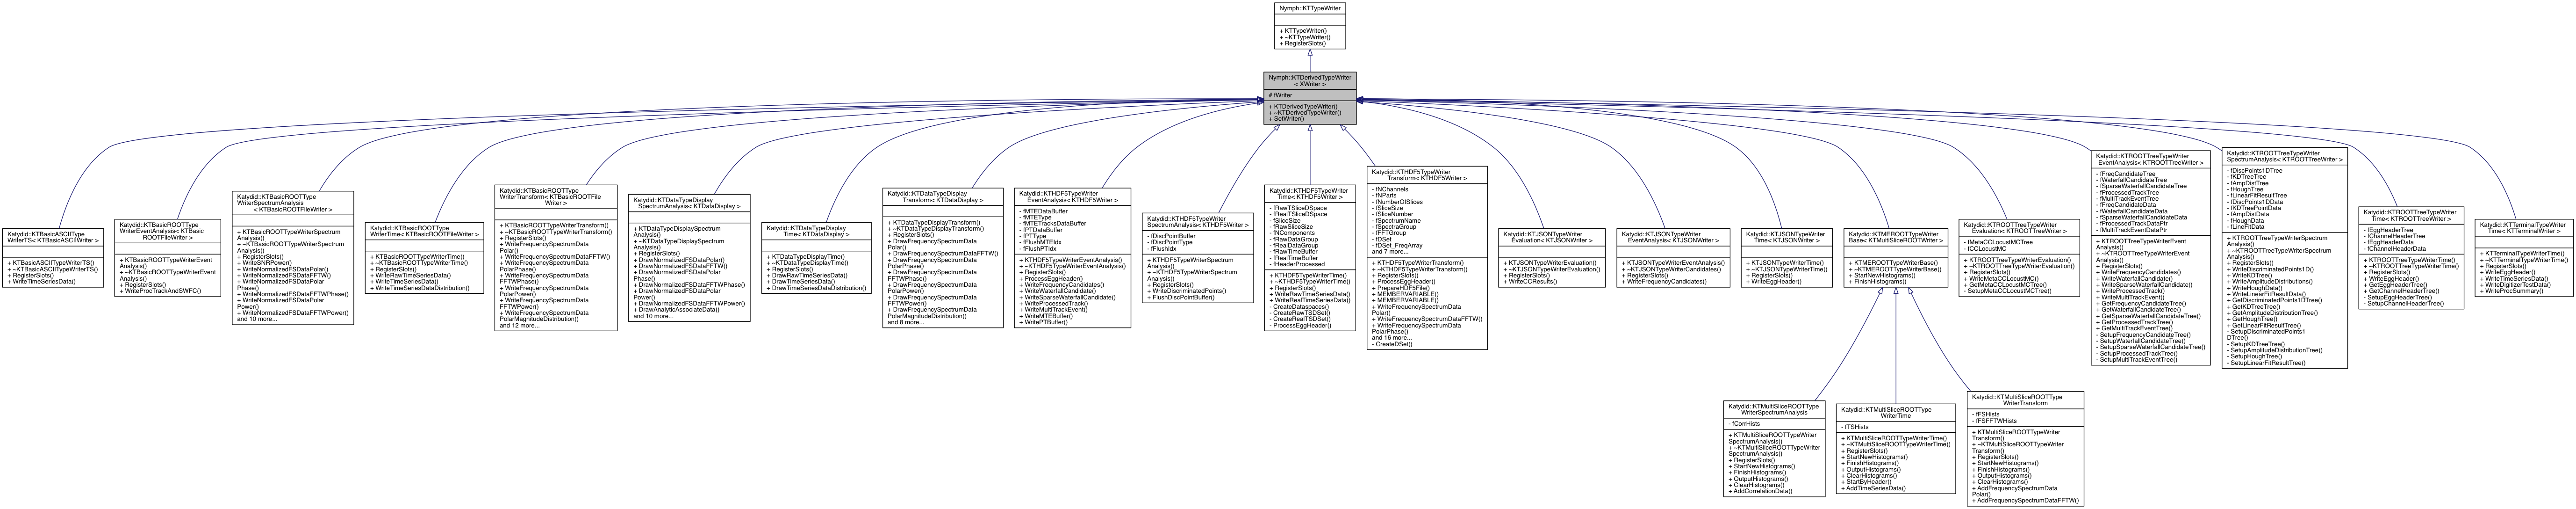 Nymph::KTTypeWriter
+ KTTypeWriter()
+ ~KTTypeWriter()
+ RegisterSlots()
Nymph::KTDerivedTypeWriter
< XWriter >
# fWriter
+ KTDerivedTypeWriter()
+ ~KTDerivedTypeWriter()
+ SetWriter()
Katydid::KTBasicASCIIType
WriterTS< KTBasicASCIIWriter >
+ KTBasicASCIITypeWriterTS()
+ ~KTBasicASCIITypeWriterTS()
+ RegisterSlots()
+ WriteTimeSeriesData()
Katydid::KTBasicROOTType
WriterEventAnalysis< KTBasic
ROOTFileWriter >
+ KTBasicROOTTypeWriterEvent
Analysis()
+ ~KTBasicROOTTypeWriterEvent
Analysis()
+ RegisterSlots()
+ WriteProcTrackAndSWFC()
Katydid::KTBasicROOTType
WriterSpectrumAnalysis
< KTBasicROOTFileWriter >
+ KTBasicROOTTypeWriterSpectrum
Analysis()
+ ~KTBasicROOTTypeWriterSpectrum
Analysis()
+ RegisterSlots()
+ WriteSNRPower()
+ WriteNormalizedFSDataPolar()
+ WriteNormalizedFSDataFFTW()
+ WriteNormalizedFSDataPolar
Phase()
+ WriteNormalizedFSDataFFTWPhase()
+ WriteNormalizedFSDataPolar
Power()
+ WriteNormalizedFSDataFFTWPower()
and 10 more...
Katydid::KTBasicROOTType
WriterTime< KTBasicROOTFileWriter >
+ KTBasicROOTTypeWriterTime()
+ ~KTBasicROOTTypeWriterTime()
+ RegisterSlots()
+ WriteRawTimeSeriesData()
+ WriteTimeSeriesData()
+ WriteTimeSeriesDataDistribution()
Katydid::KTBasicROOTType
WriterTransform< KTBasicROOTFile
Writer >
+ KTBasicROOTTypeWriterTransform()
+ ~KTBasicROOTTypeWriterTransform()
+ RegisterSlots()
+ WriteFrequencySpectrumData
Polar()
+ WriteFrequencySpectrumDataFFTW()
+ WriteFrequencySpectrumData
PolarPhase()
+ WriteFrequencySpectrumData
FFTWPhase()
+ WriteFrequencySpectrumData
PolarPower()
+ WriteFrequencySpectrumData
FFTWPower()
+ WriteFrequencySpectrumData
PolarMagnitudeDistribution()
and 12 more...
Katydid::KTDataTypeDisplay
SpectrumAnalysis< KTDataDisplay >
+ KTDataTypeDisplaySpectrum
Analysis()
+ ~KTDataTypeDisplaySpectrum
Analysis()
+ RegisterSlots()
+ DrawNormalizedFSDataPolar()
+ DrawNormalizedFSDataFFTW()
+ DrawNormalizedFSDataPolar
Phase()
+ DrawNormalizedFSDataFFTWPhase()
+ DrawNormalizedFSDataPolar
Power()
+ DrawNormalizedFSDataFFTWPower()
+ DrawAnalyticAssociateData()
and 10 more...
Katydid::KTDataTypeDisplay
Time< KTDataDisplay >
+ KTDataTypeDisplayTime()
+ ~KTDataTypeDisplayTime()
+ RegisterSlots()
+ DrawRawTimeSeriesData()
+ DrawTimeSeriesData()
+ DrawTimeSeriesDataDistribution()
Katydid::KTDataTypeDisplay
Transform< KTDataDisplay >
+ KTDataTypeDisplayTransform()
+ ~KTDataTypeDisplayTransform()
+ RegisterSlots()
+ DrawFrequencySpectrumData
Polar()
+ DrawFrequencySpectrumDataFFTW()
+ DrawFrequencySpectrumData
PolarPhase()
+ DrawFrequencySpectrumData
FFTWPhase()
+ DrawFrequencySpectrumData
PolarPower()
+ DrawFrequencySpectrumData
FFTWPower()
+ DrawFrequencySpectrumData
PolarMagnitudeDistribution()
and 8 more...
Katydid::KTHDF5TypeWriter
EventAnalysis< KTHDF5Writer >
- fMTEDataBuffer
- fMTEType
- fMTETracksDataBuffer
- fPTDataBuffer
- fPTType
- fFlushMTEIdx
- fFlushPTIdx
+ KTHDF5TypeWriterEventAnalysis()
+ ~KTHDF5TypeWriterEventAnalysis()
+ RegisterSlots()
+ ProcessEggHeader()
+ WriteFrequencyCandidates()
+ WriteWaterfallCandidate()
+ WriteSparseWaterfallCandidate()
+ WriteProcessedTrack()
+ WriteMultiTrackEvent()
+ WriteMTEBuffer()
+ WritePTBuffer()
Katydid::KTHDF5TypeWriter
SpectrumAnalysis< KTHDF5Writer >
- fDiscPointBuffer
- fDiscPointType
- fFlushIdx
+ KTHDF5TypeWriterSpectrum
Analysis()
+ ~KTHDF5TypeWriterSpectrum
Analysis()
+ RegisterSlots()
+ WriteDiscriminatedPoints()
+ FlushDiscPointBuffer()
Katydid::KTHDF5TypeWriter
Time< KTHDF5Writer >
- fRawTSliceDSpace
- fRealTSliceDSpace
- fSliceSize
- fRawSliceSize
- fNComponents
- fRawDataGroup
- fRealDataGroup
- fRawTimeBuffer
- fRealTimeBuffer
- fHeaderProcessed
+ KTHDF5TypeWriterTime()
+ ~KTHDF5TypeWriterTime()
+ RegisterSlots()
+ WriteRawTimeSeriesData()
+ WriteRealTimeSeriesData()
- CreateDataspaces()
- CreateRawTSDSet()
- CreateRealTSDSet()
- ProcessEggHeader()
Katydid::KTHDF5TypeWriter
Transform< KTHDF5Writer >
- fNChannels
- fNParts
- fNumberOfSlices
- fSliceSize
- fSliceNumber
- fSpectrumName
- fSpectraGroup
- fFFTGroup
- fDSet
- fDSet_FreqArray
and 7 more...
+ KTHDF5TypeWriterTransform()
+ ~KTHDF5TypeWriterTransform()
+ RegisterSlots()
+ ProcessEggHeader()
+ PrepareHDF5File()
+ MEMBERVARIABLE()
+ MEMBERVARIABLE()
+ WriteFrequencySpectrumData
Polar()
+ WriteFrequencySpectrumDataFFTW()
+ WriteFrequencySpectrumData
PolarPhase()
and 16 more...
- CreateDSet()
Katydid::KTJSONTypeWriter
Evaluation< KTJSONWriter >
+ KTJSONTypeWriterEvaluation()
+ ~KTJSONTypeWriterEvaluation()
+ RegisterSlots()
+ WriteCCResults()
Katydid::KTJSONTypeWriter
EventAnalysis< KTJSONWriter >
+ KTJSONTypeWriterEventAnalysis()
+ ~KTJSONTypeWriterCandidates()
+ RegisterSlots()
+ WriteFrequencyCandidates()
Katydid::KTJSONTypeWriter
Time< KTJSONWriter >
+ KTJSONTypeWriterTime()
+ ~KTJSONTypeWriterTime()
+ RegisterSlots()
+ WriteEggHeader()
Katydid::KTMEROOTTypeWriter
Base< KTMultiSliceROOTWriter >
+ KTMEROOTTypeWriterBase()
+ ~KTMEROOTTypeWriterBase()
+ StartNewHistograms()
+ FinishHistograms()
Katydid::KTROOTTreeTypeWriter
Evaluation< KTROOTTreeWriter >
- fMetaCCLocustMCTree
- fCCLocustMC
+ KTROOTTreeTypeWriterEvaluation()
+ ~KTROOTTreeTypeWriterEvaluation()
+ RegisterSlots()
+ WriteMetaCCLocustMC()
+ GetMetaCCLocustMCTree()
- SetupMetaCCLocustMCTree()
Katydid::KTROOTTreeTypeWriter
EventAnalysis< KTROOTTreeWriter >
- fFreqCandidateTree
- fWaterfallCandidateTree
- fSparseWaterfallCandidateTree
- fProcessedTrackTree
- fMultiTrackEventTree
- fFreqCandidateData
- fWaterfallCandidateData
- fSparseWaterfallCandidateData
- fProcessedTrackDataPtr
- fMultiTrackEventDataPtr
+ KTROOTTreeTypeWriterEvent
Analysis()
+ ~KTROOTTreeTypeWriterEvent
Analysis()
+ RegisterSlots()
+ WriteFrequencyCandidates()
+ WriteWaterfallCandidate()
+ WriteSparseWaterfallCandidate()
+ WriteProcessedTrack()
+ WriteMultiTrackEvent()
+ GetFrequencyCandidateTree()
+ GetWaterfallCandidateTree()
+ GetSparseWaterfallCandidateTree()
+ GetProcessedTrackTree()
+ GetMultiTrackEventTree()
- SetupFrequencyCandidateTree()
- SetupWaterfallCandidateTree()
- SetupSparseWaterfallCandidateTree()
- SetupProcessedTrackTree()
- SetupMultiTrackEventTree()
Katydid::KTROOTTreeTypeWriter
SpectrumAnalysis< KTROOTTreeWriter >
- fDiscPoints1DTree
- fKDTreeTree
- fAmpDistTree
- fHoughTree
- fLinearFitResultTree
- fDiscPoints1DData
- fKDTreePointData
- fAmpDistData
- fHoughData
- fLineFitData
+ KTROOTTreeTypeWriterSpectrum
Analysis()
+ ~KTROOTTreeTypeWriterSpectrum
Analysis()
+ RegisterSlots()
+ WriteDiscriminatedPoints1D()
+ WriteKDTree()
+ WriteAmplitudeDistributions()
+ WriteHoughData()
+ WriteLinearFitResultData()
+ GetDiscriminatedPoints1DTree()
+ GetKDTreeTree()
+ GetAmplitudeDistributionTree()
+ GetHoughTree()
+ GetLinearFitResultTree()
- SetupDiscriminatedPoints1
DTree()
- SetupKDTreeTree()
- SetupAmplitudeDistributionTree()
- SetupHoughTree()
- SetupLinearFitResultTree()
Katydid::KTROOTTreeTypeWriter
Time< KTROOTTreeWriter >
- fEggHeaderTree
- fChannelHeaderTree
- fEggHeaderData
- fChannelHeaderData
+ KTROOTTreeTypeWriterTime()
+ ~KTROOTTreeTypeWriterTime()
+ RegisterSlots()
+ WriteEggHeader()
+ GetEggHeaderTree()
+ GetChannelHeaderTree()
- SetupEggHeaderTree()
- SetupChannelHeaderTree()
Katydid::KTTerminalTypeWriter
Time< KTTerminalWriter >
+ KTTerminalTypeWriterTime()
+ ~KTTerminalTypeWriterTime()
+ RegisterSlots()
+ WriteEggHeader()
+ WriteDigitizerTestData()
+ WriteProcSummary()
Katydid::KTMultiSliceROOTType
WriterSpectrumAnalysis
- fCorrHists
+ KTMultiSliceROOTTypeWriter
SpectrumAnalysis()
+ ~KTMultiSliceROOTTypeWriter
SpectrumAnalysis()
+ RegisterSlots()
+ StartNewHistograms()
+ FinishHistograms()
+ OutputHistograms()
+ ClearHistograms()
+ AddCorrelationData()
Katydid::KTMultiSliceROOTType
WriterTime
- fTSHists
+ KTMultiSliceROOTTypeWriterTime()
+ ~KTMultiSliceROOTTypeWriterTime()
+ RegisterSlots()
+ StartNewHistograms()
+ FinishHistograms()
+ OutputHistograms()
+ ClearHistograms()
+ StartByHeader()
+ AddTimeSeriesData()
Katydid::KTMultiSliceROOTType
WriterTransform
- fFSHists
- fFSFFTWHists
+ KTMultiSliceROOTTypeWriter
Transform()
+ ~KTMultiSliceROOTTypeWriter
Transform()
+ RegisterSlots()
+ StartNewHistograms()
+ FinishHistograms()
+ OutputHistograms()
+ ClearHistograms()
+ AddFrequencySpectrumData
Polar()
+ AddFrequencySpectrumDataFFTW()